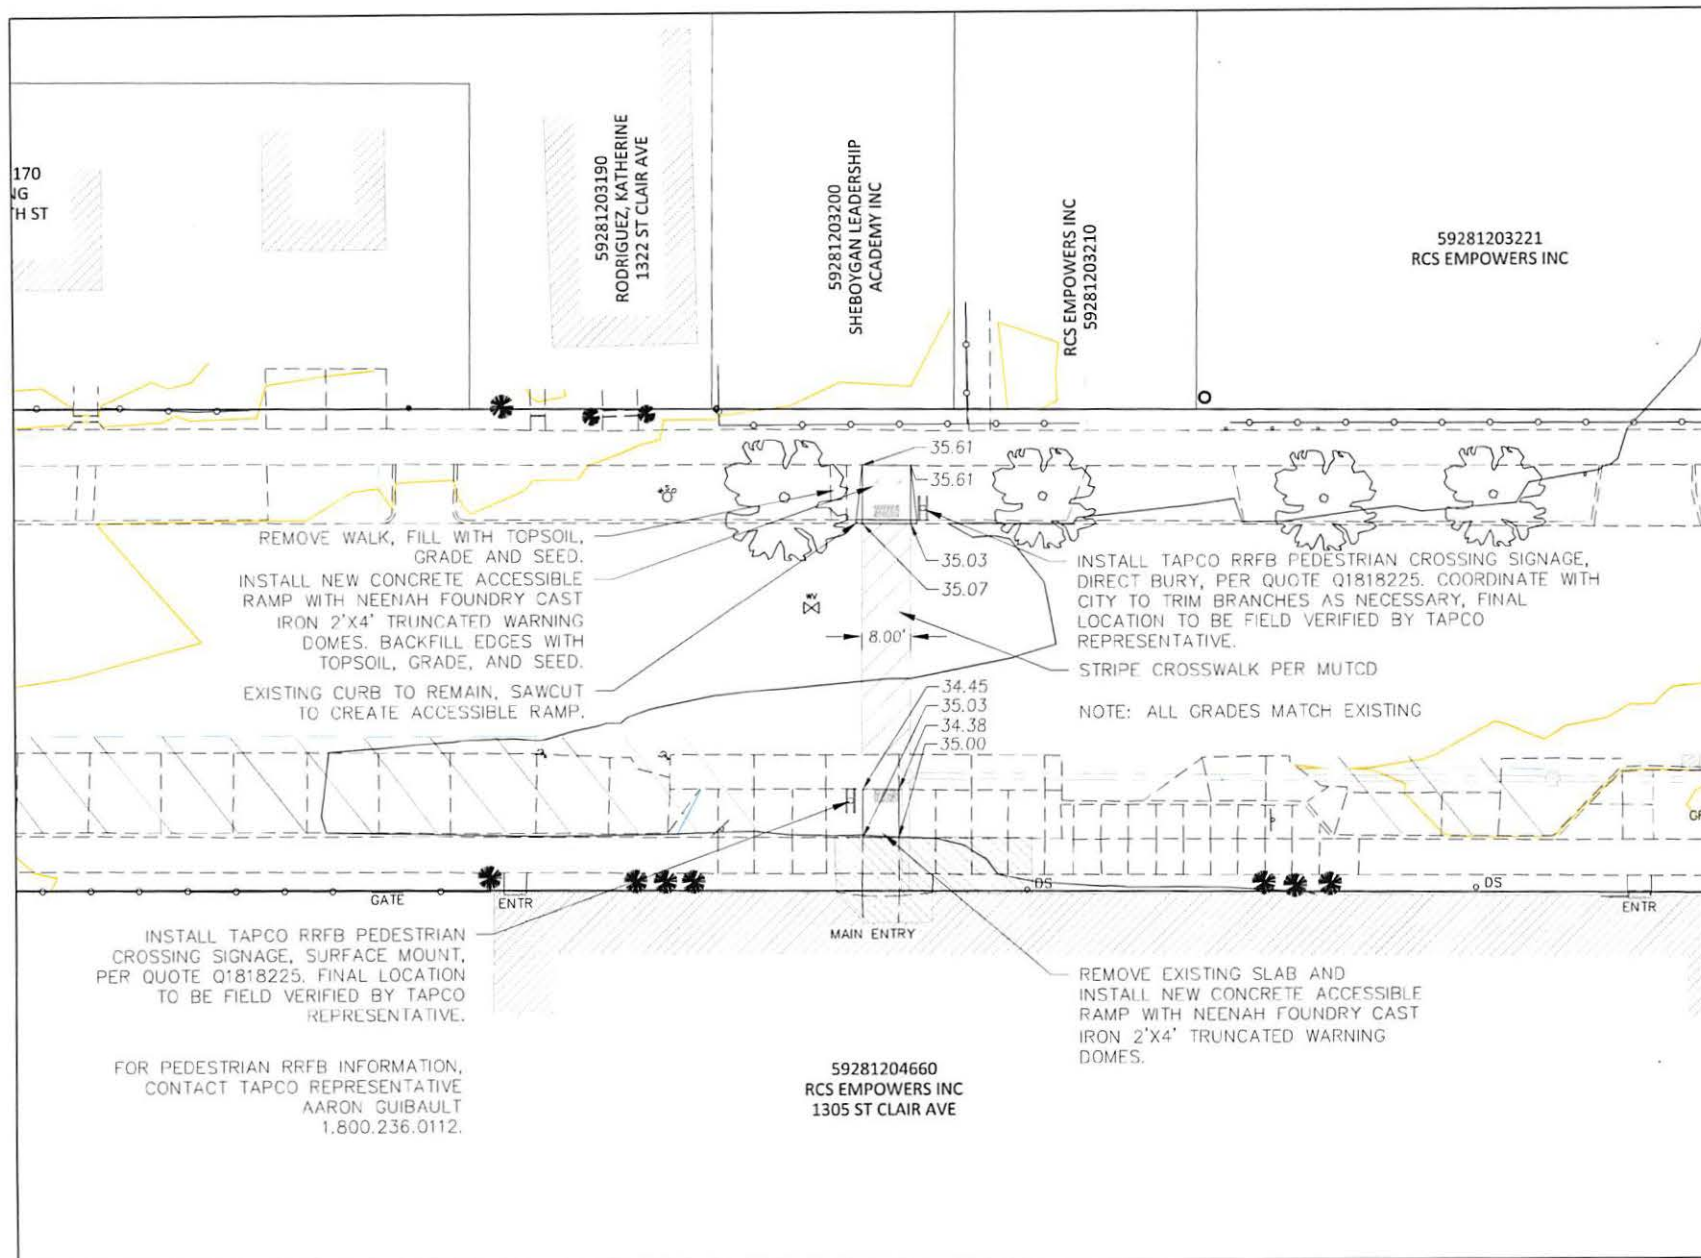 170
NG
TH ST
59281203190
RODRIGUEZ, KATHERINE
1322 ST CLAIR AVE
59281203200
SHEBOYGAN LEADERSHIP
ACADEMY INC
RCS EMPOWERS INC
59281203210
59281203221
RCS EMPOWERS INC
35.61
35.61
REMOVE WALK, FILL WITH TOPSOIL,
GRADE AND SEED.
INSTALL NEW CONCRETE ACCESSIBLE
RAMP WITH NEENAH FOUNDRY CAST
IRON 2'X4' TRUNCATED WARNING
DOMES. BACKFILL EDGES WITH
TOPSOIL, GRADE, AND SEED.
EXISTING CURB TO REMAIN, SAWCUT
TO CREATE ACCESSIBLE RAMP.
WV
35.03
35.07
8.00'
INSTALL TAPCO RRFB PEDESTRIAN CROSSING SIGNAGE,
DIRECT BURY, PER QUOTE Q1818225. COORDINATE WITH
CITY TO TRIM BRANCHES AS NECESSARY, FINAL
LOCATION TO BE FIELD VERIFIED BY TAPCO
REPRESENTATIVE.
STRIPE CROSSWALK PER MUTCD
34.45
35.03
34.38
35.00
NOTE: ALL GRADES MATCH EXISTING
GATE
ENTR
MAIN ENTRY
DS
DS
ENTR
INSTALL TAPCO RRFB PEDESTRIAN
CROSSING SIGNAGE, SURFACE MOUNT,
PER QUOTE Q1818225. FINAL LOCATION
TO BE FIELD VERIFIED BY TAPCO
REPRESENTATIVE.
FOR PEDESTRIAN RRFB INFORMATION,
CONTACT TAPCO REPRESENTATIVE
AARON GUIBAULT
1.800.236.0112.
REMOVE EXISTING SLAB AND
INSTALL NEW CONCRETE ACCESSIBLE
RAMP WITH NEENAH FOUNDRY CAST
IRON 2'X4' TRUNCATED WARNING
DOMES.
59281204660
RCS EMPOWERS INC
1305 ST CLAIR AVE